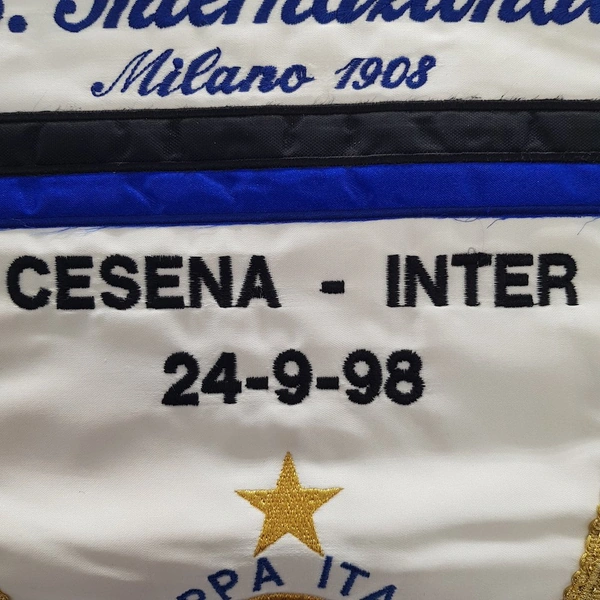 Milano 1908
CESENA - INTER
24-9-98